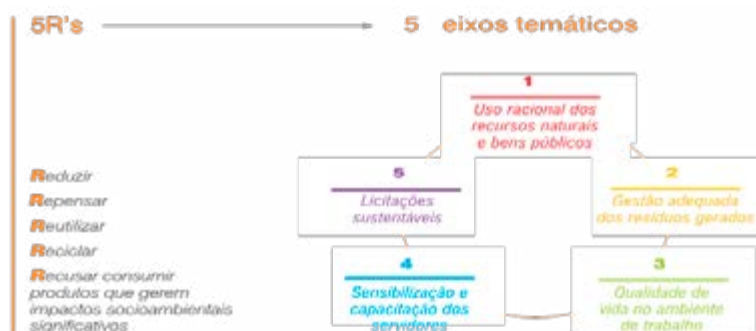 5R's
5 eixos temáticos
1
Uso racional dos
recursos naturais
e bens públicos
5
Licitações
sustentáveis
2
Gestão adequada
dos resíduos gerados
Reduzir
Repensar
Reutilizar
Reciclar
Recusar consumir
produtos que gerem
impactos socioambientais
significativos
4
Sensibilização e
capacitação dos
servidores
3
Qualidade de
vida no ambiente
de trabalho